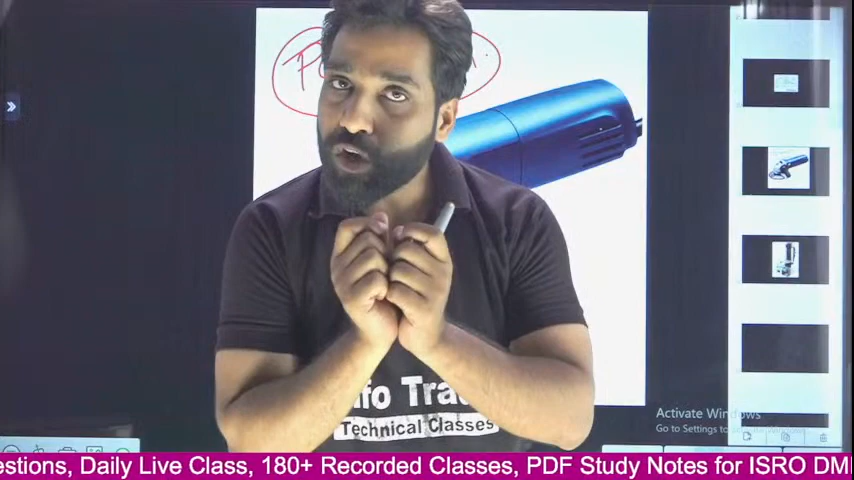 Activate Windows
fo Tra
Technical Classes
estions, Daily Live Class, 180+ Recorded Classes, PDF Study Notes for ISRO DM